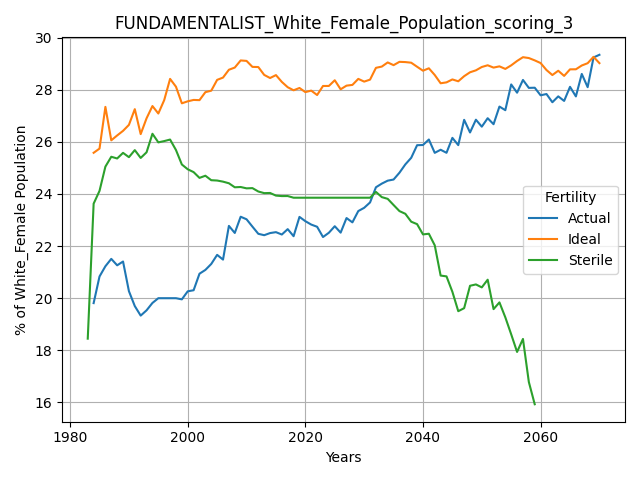 FUNDAMENTALIST_White_Female_Population_scoring_3
% of White_Female Population
30
28
26
24
22
20
18
16
Fertility
Actual
Ideal
Sterile
1980
2000
2020
2040
2060
Years